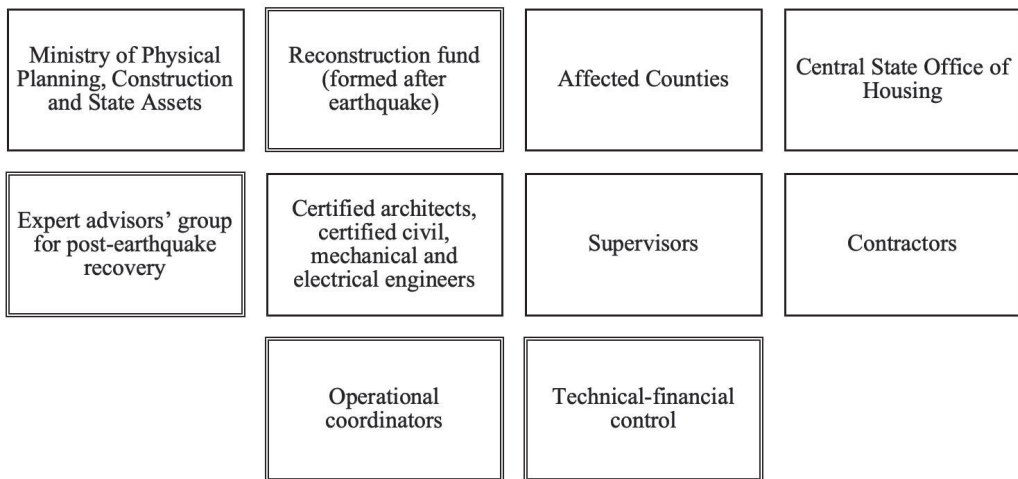 Ministry of Physical
Planning, Construction
and State Assets
Reconstruction fund
(formed after
earthquake)
Affected Counties
Central State Office of
Housing
Expert advisors’ group
for post-earthquake
recovery
Certified architects,
certified civil,
mechanical and
electrical engineers
Supervisors
Contractors
Operational
coordinators
Technical-financial
control